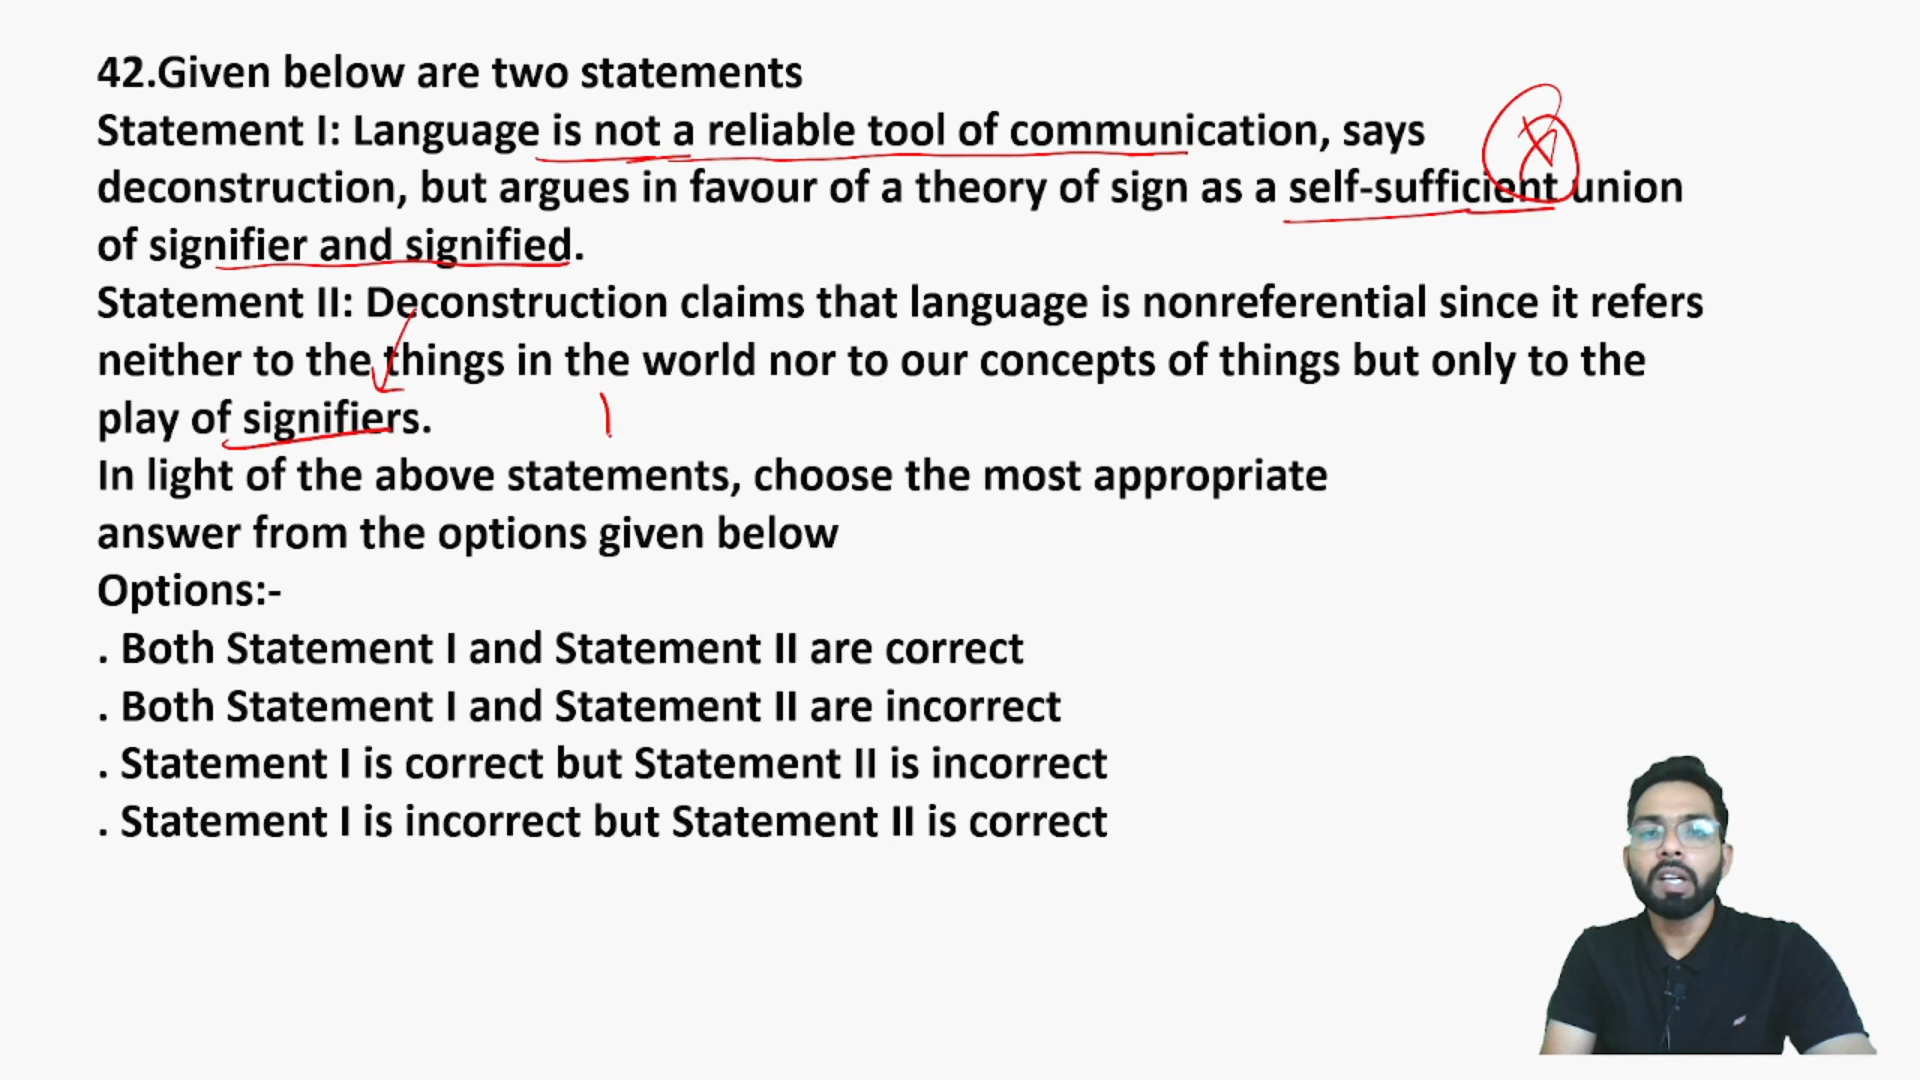 42.Given below are two statements
Statement I: Language is not a reliable tool of communication, says
deconstruction, but argues in favour of a theory of sign as a self-sufficient union
of signifier and signified.
Statement II: Deconstruction claims that language is nonreferential since it refers
neither to the things in the world nor to our concepts of things but only to the
play of signifiers.
In light of the above statements, choose the most appropriate
answer from the options given below
Options:-
. Both Statement I and Statement II are correct
. Both Statement I and Statement II are incorrect
. Statement I is correct but Statement II is incorrect
. Statement I is incorrect but Statement II is correct